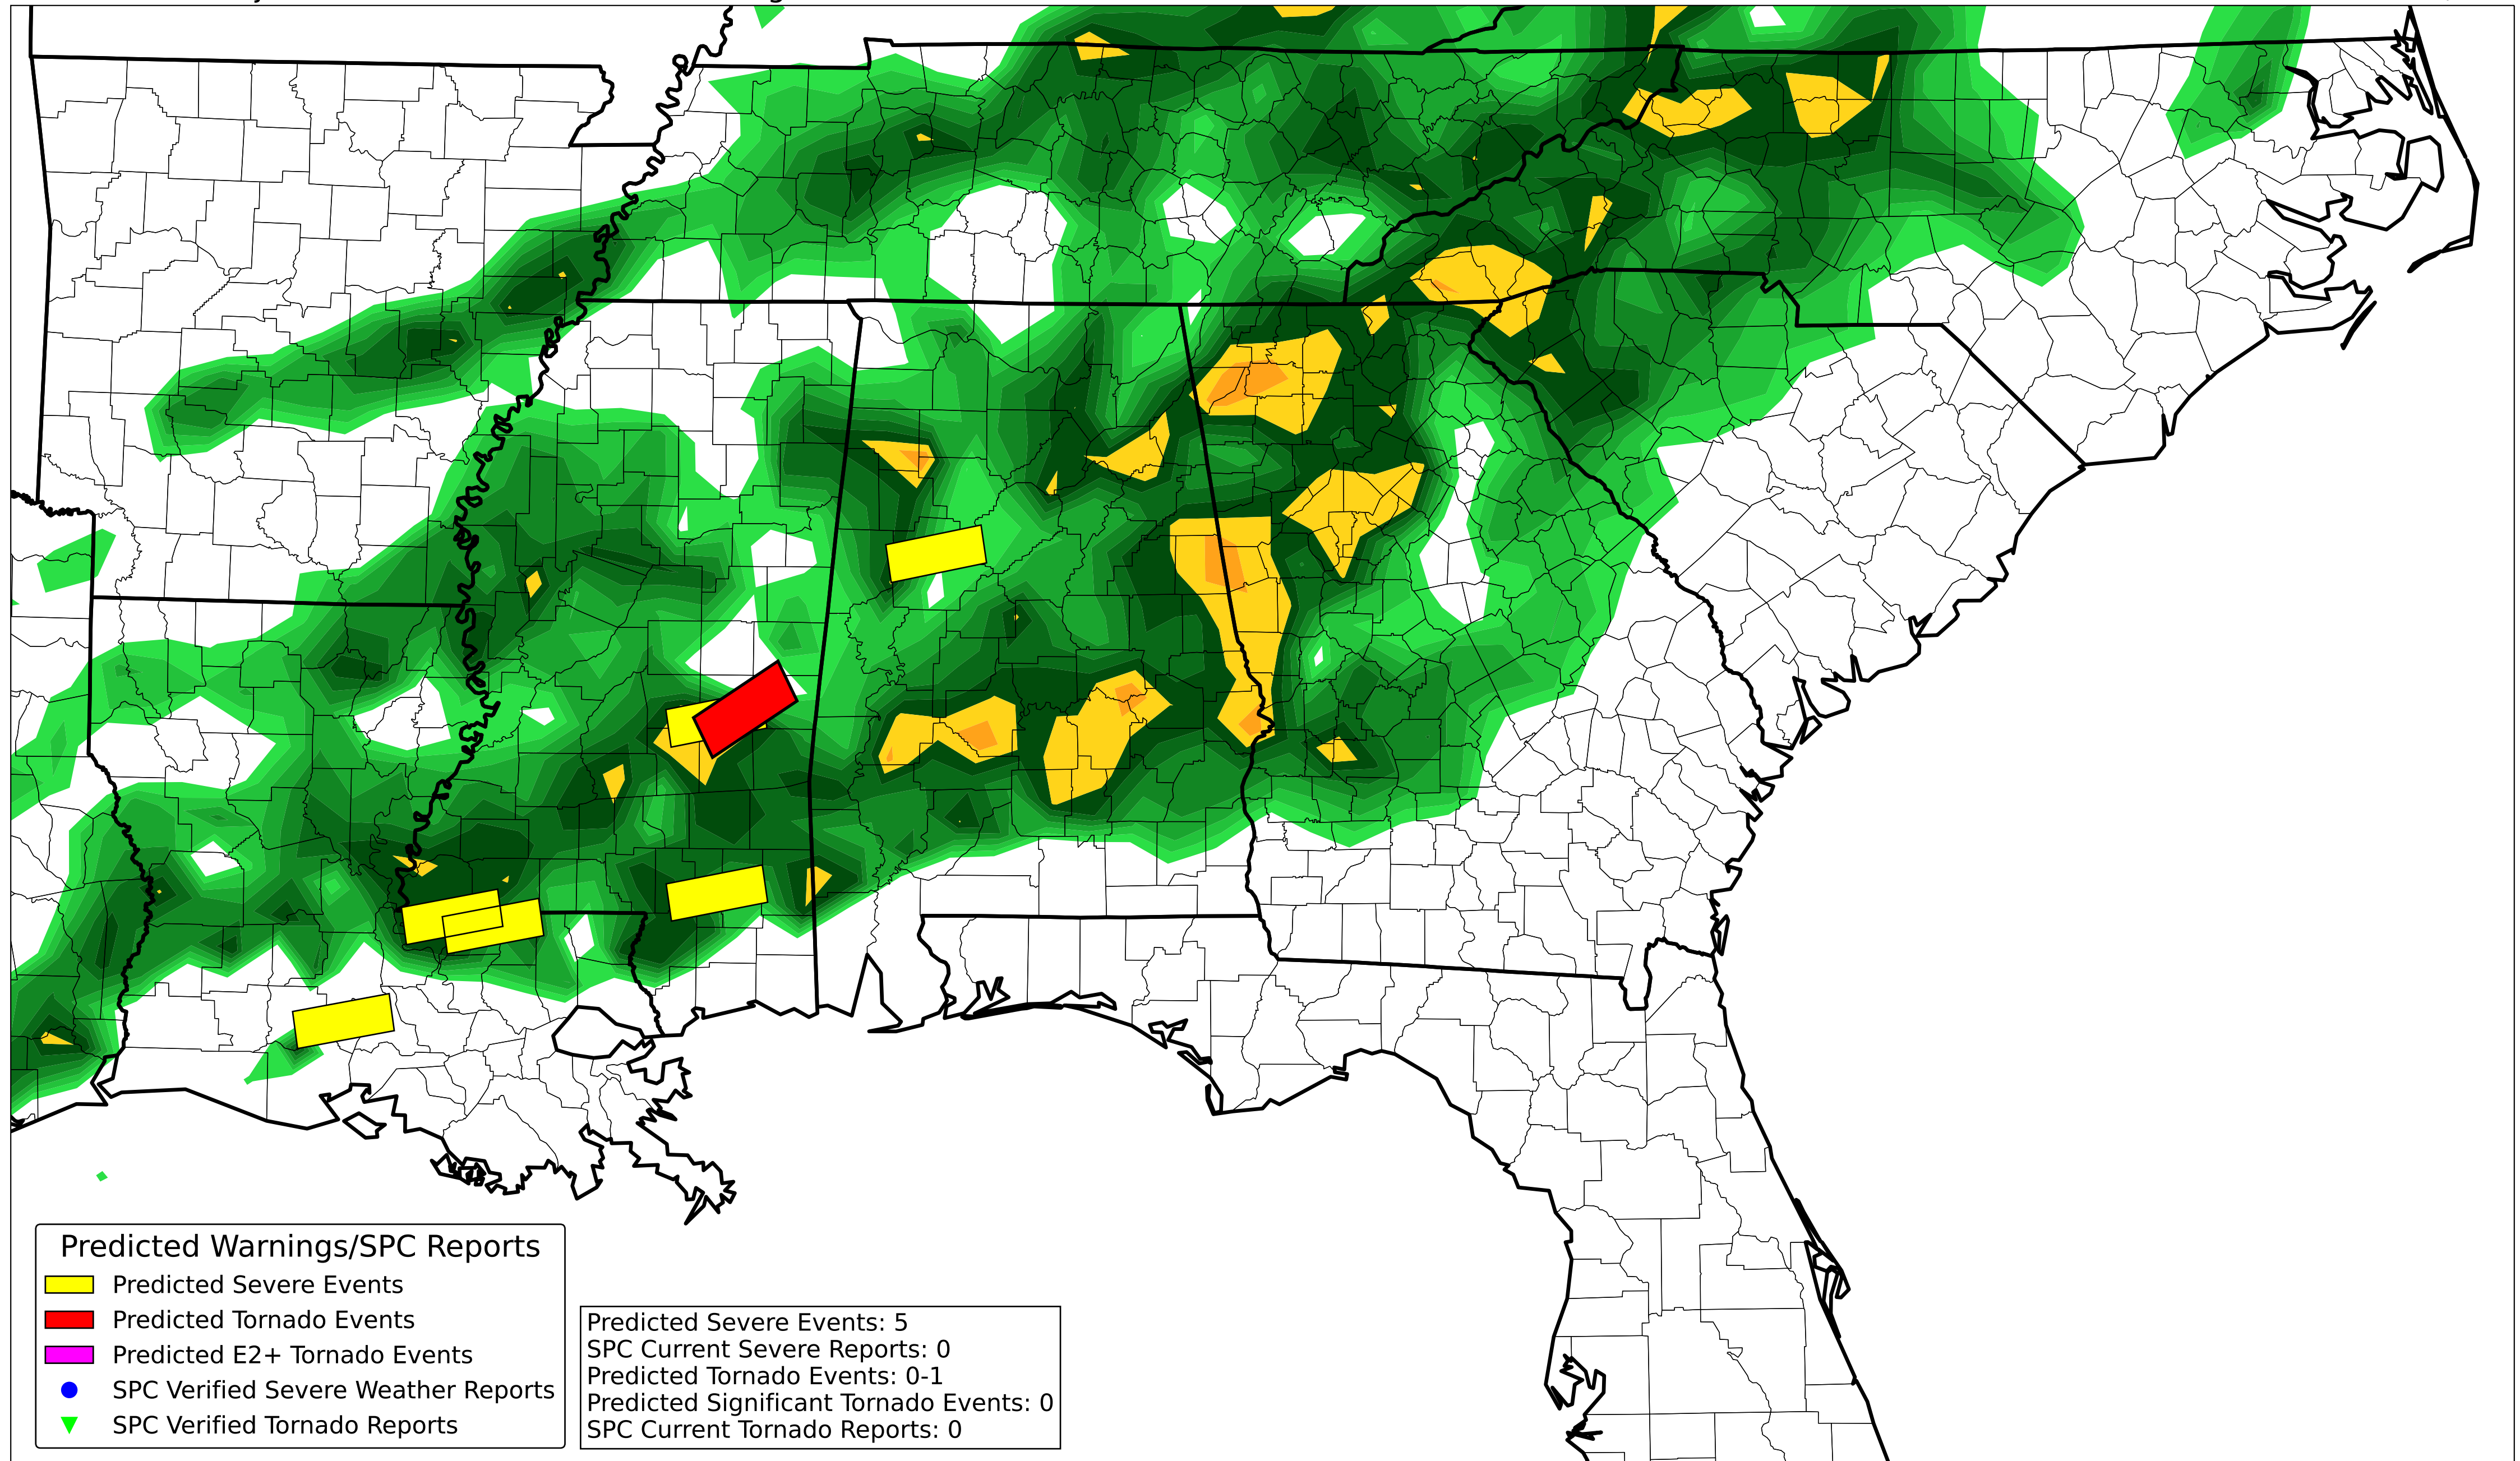 Predicted Warnings/SPC Reports
Predicted Severe Events
Predicted Tornado Events
Predicted E2+ Tornado Events
SPC Verified Severe Weather Reports
SPC Verified Tornado Reports
Predicted Severe Events: 5
SPC Current Severe Reports: 0
Predicted Tornado Events: 0-1
Predicted Significant Tornado Events: 0
SPC Current Tornado Reports: 0